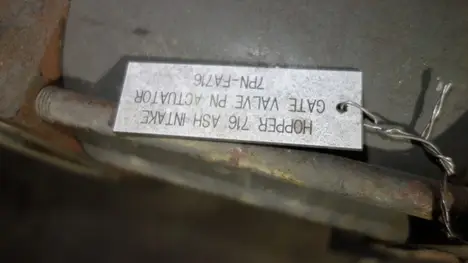 HOPPER 716 ASH INTAKE
GATE VALVE PN ACTUATOR
7PN-FA716